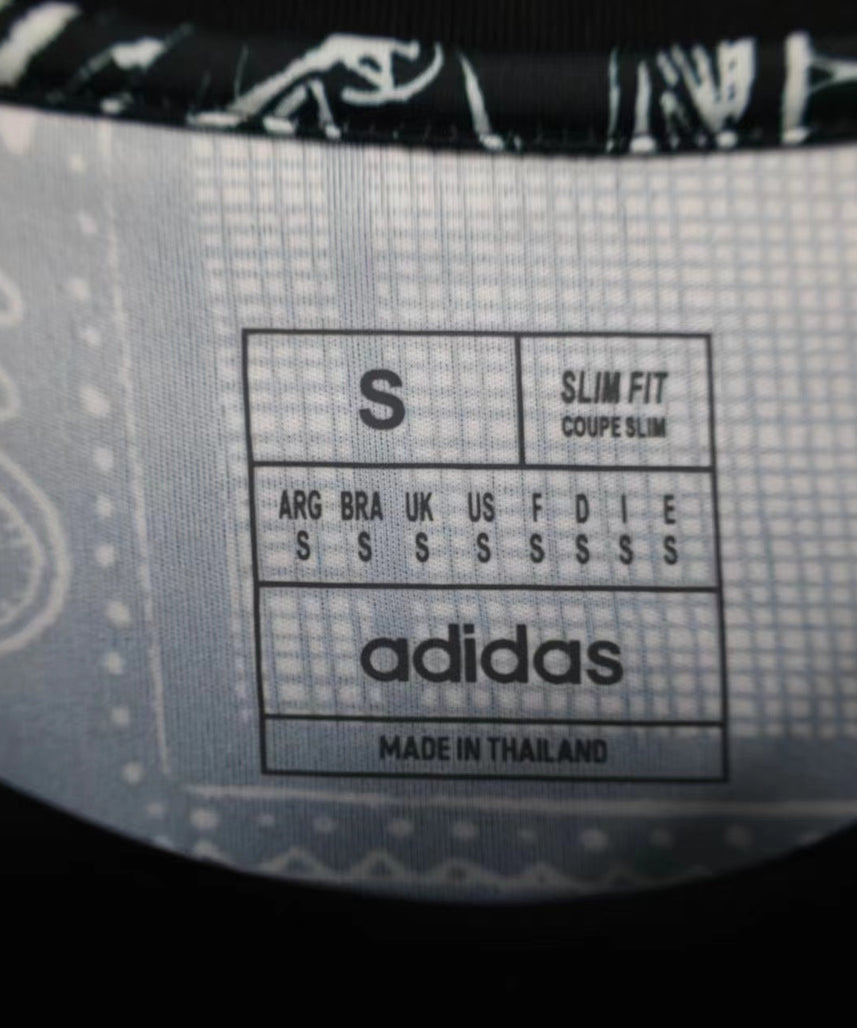 S
SLIM FIT
COUPE SLIM
ARG BRA UK US F D I E
S S S S S S S S
adidas
MADE IN THAILAND